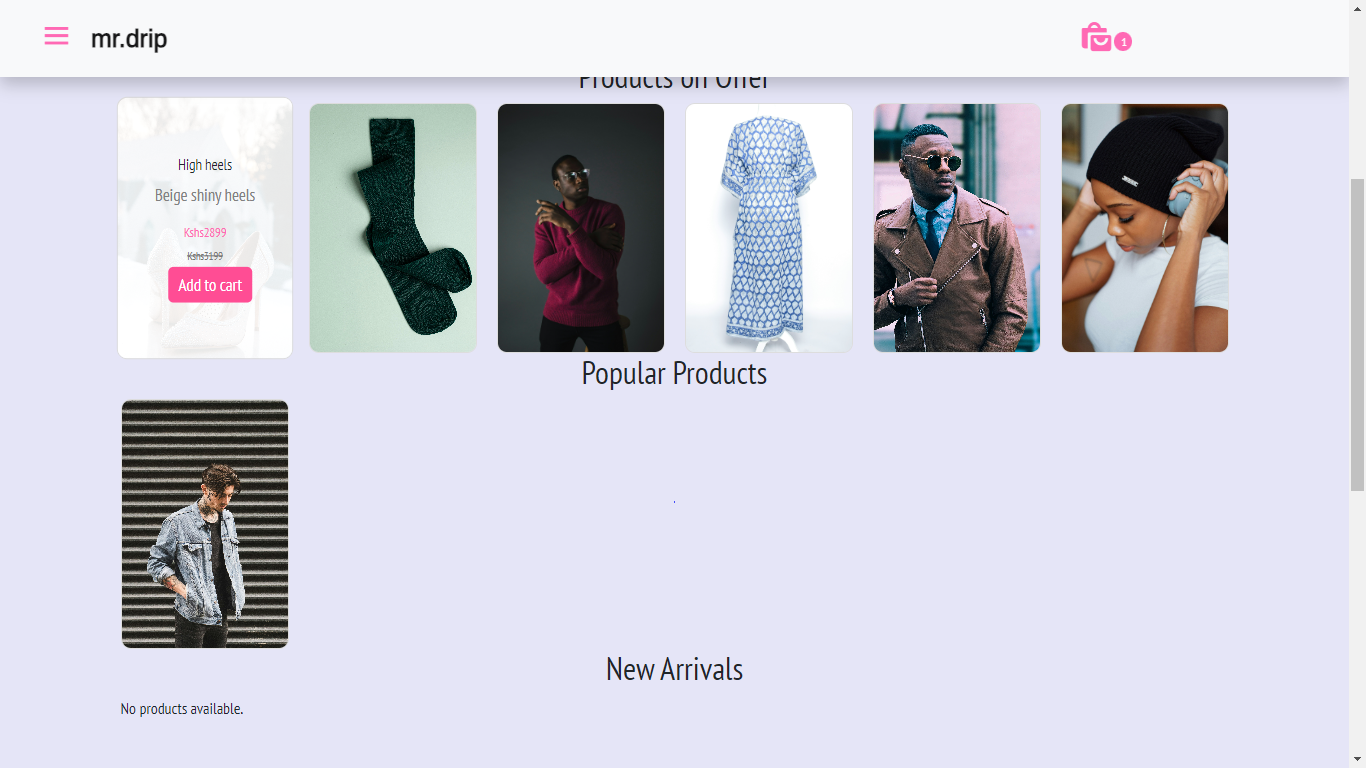 mr.drip
1
Products on Offer
High heels
Beige shiny heels
Kshs2899
Kshs3199
Add to cart
Popular Products
New Arrivals
No products available.